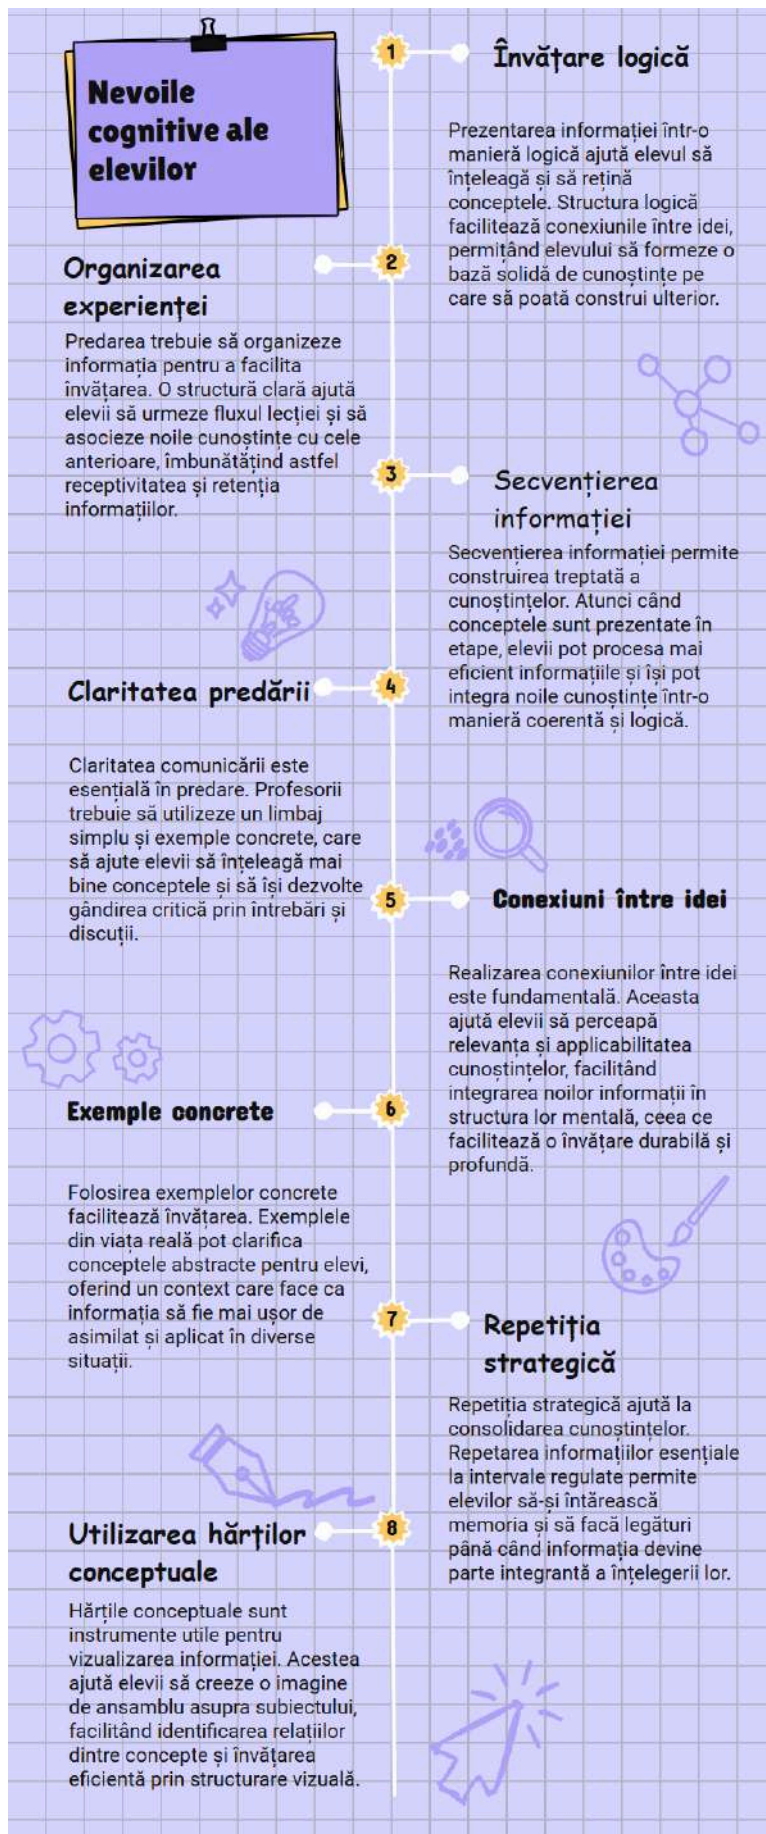 Nevoile
cognitive ale
elevilor
1
Învățare logică
Prezentarea informației într-o
manieră logică ajută elevul să
înțeleagă și să rețină
conceptele. Structura logică
facilitează conexiunile între idei,
permițând elevului să formeze o
bază solidă de cunoștințe pe
care să poată construi ulterior.
2
Organizarea
experienței
Predarea trebuie să organizeze
informația pentru a facilita
învățarea. O structură clară ajută
elevii să urmeze fluxul lecției și să
asocieze noile cunoștințe cu cele
anterioare, îmbunătățind astfel
receptivitatea și retenția
informațiilor.
3
Secvențierea
informației
Secvențierea informației permite
construirea treptată a
cunoștințelor. Atunci când
conceptele sunt prezentate în
etape, elevii pot procesa mai
eficient informațiile și își pot
integra noile cunoștințe într-o
manieră coerentă și logică.
4
Claritatea predării
Claritatea comunicării este
esențială în predare. Profesorii
trebuie să utilizeze un limbaj
simplu și exemple concrete, care
să ajute elevii să înțeleagă mai
bine conceptele și să își dezvolte
gândirea critică prin întrebări și
discuții.
5
Conexiuni între idei
Realizarea conexiunilor între idei
este fundamentală. Aceasta
ajută elevii să perceapă
relevanța și applicabilitatea
cunoștințelor, facilitând
integrarea noilor informații în
structura lor mentală, ceea ce
facilitează o învățare durabilă și
profundă.
6
Exemple concrete
Folosirea exemplelor concrete
facilitează învățarea. Exemplele
din viața reală pot clarifica
conceptele abstracte pentru elevi,
oferind un context care face ca
informația să fie mai ușor de
asimilat și aplicat în diverse
situații.
7
Repetiția
strategică
Repetiția strategică ajută la
consolidarea cunoștințelor.
Repetarea informațiilor esențiale
la intervale regulate permite
elevilor să-și întărească
memoria și să facă legături
până când informația devine
parte integrantă a înțelegerii lor.
8
Utilizarea hărților
conceptuale
Hărțile conceptuale sunt
instrumente utile pentru
vizualizarea informației. Acestea
ajută elevii să creeze o imagine
de ansamblu asupra subiectului,
facilitând identificarea relațiilor
dintre concepte și învățarea
eficientă prin structurare vizuală.